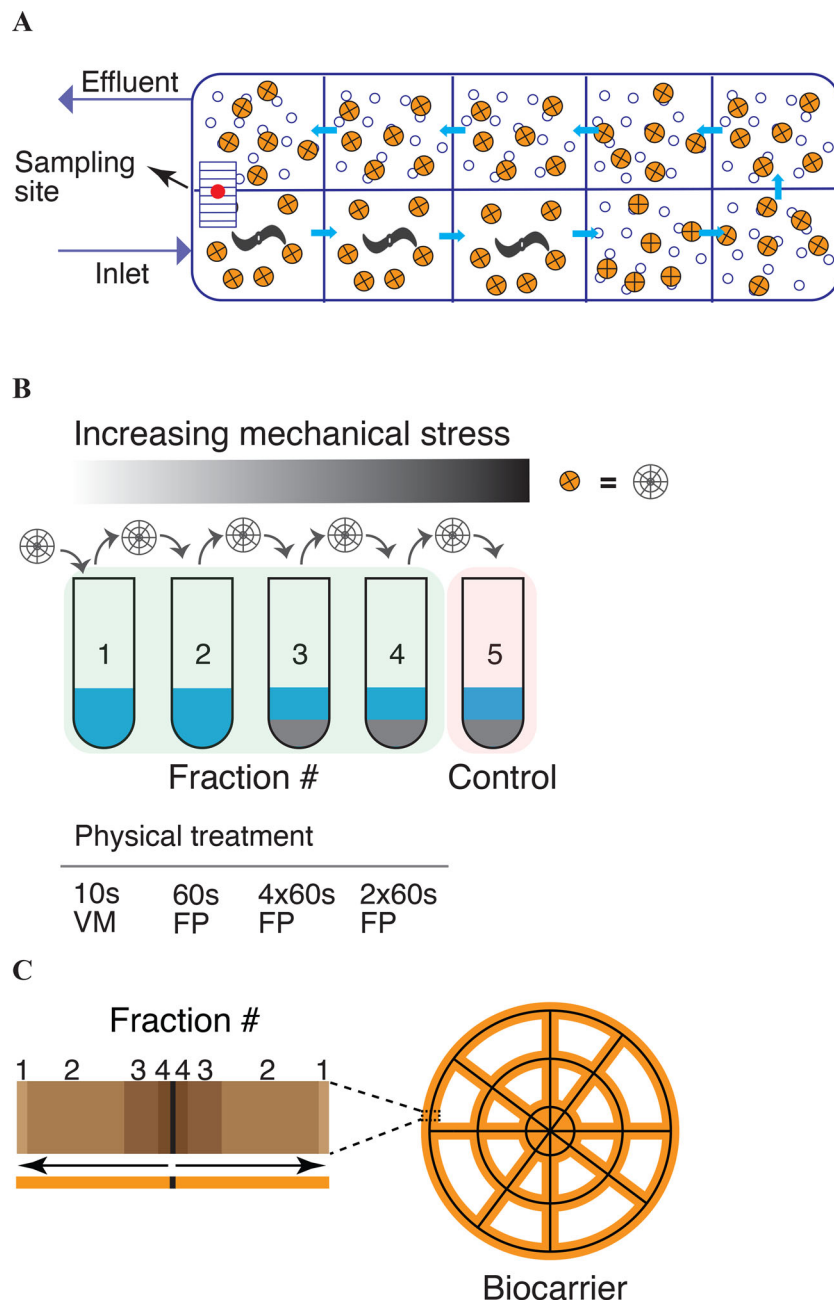 A
Effluent
Sampling
site
Inlet
B
Increasing mechanical stress
=
1 2 3 4 5
Fraction # Control
Physical treatment
10s 60s 4x60s 2x60s
VM FP FP FP
C
Fraction #
1 2 3 4 4 3 2 1
Biocarrier